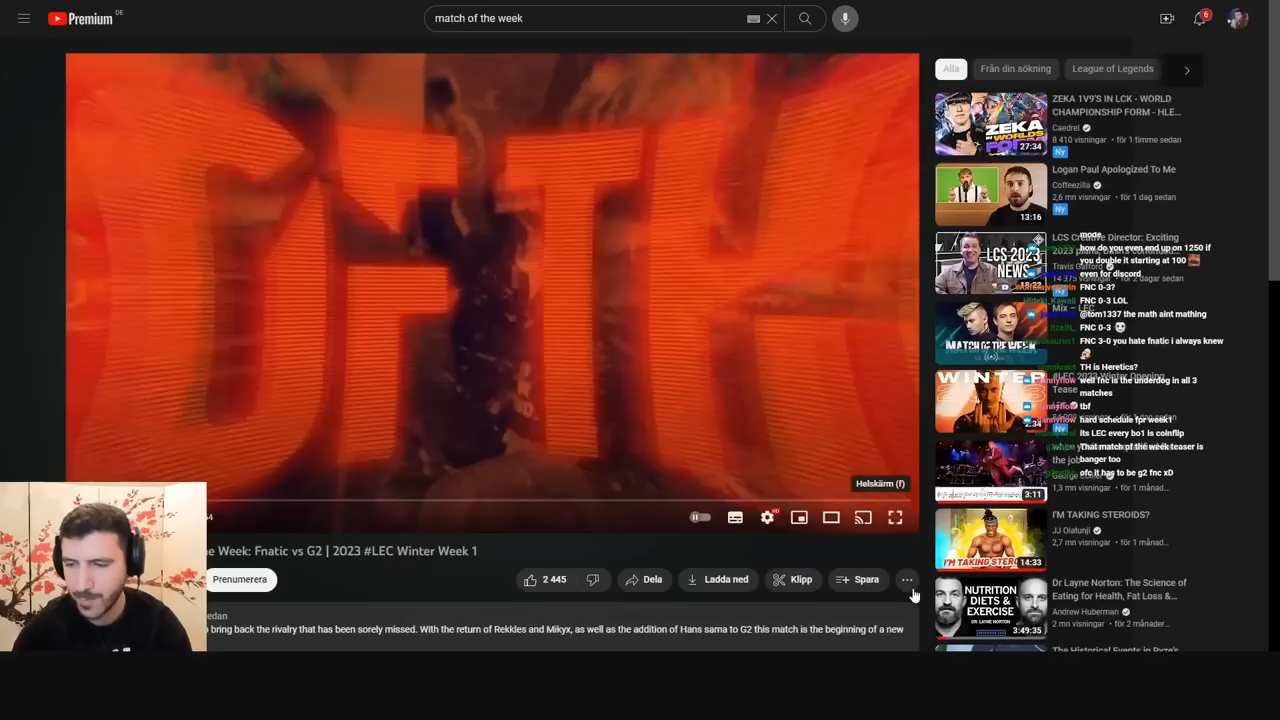 Premium DE
match of the week
6
Helskärm (f)
e Week: Fnatic vs G2 | 2023 #LEC Winter Week 1
Prenumerera
2 445
Dela
Ladda ned
Klipp
Spara
edan
bring back the rivalry that has been sorely missed. With the return of Rekkles and Mikyx, as well as the addition of Hans sama to G2 this match is the beginning of a new
Alla
Från din sökning
League of Legends
ZEKA 1V9'S IN LCK - WORLD
CHAMPIONSHIP FORM - HLE...
Caedrel
8 410 visningar • för 1 timme sedan
Ny
27:34
Logan Paul Apologized To Me
Coffeezilla
2,6 mn visningar • för 1 dag sedan
Ny
13:16
LCS Creative Director: Exciting
Travis Gafford
LCS 2023
NEWS
mode
how do you even end up on 1250 if
you double it starting at 100
even for discord
FNC 0-3?
Hideki_Kawaii FNC 0-3 LOL
@tom1337 the math aint mathing
FNC 0-3
FNC 3-0 you hate fnatic i always knew
TH is Heretics?
well fnc is the underdog in all 3
matches
tbf
hard schedule fpr week1
its LEC every bo1 is coinflip
That match of the week teaser is
banger too
ofc it has to be g2 fnc xD
MATCH OF THE WEEK
WINTER
2:34
the job
1,3 mn visningar • för 1 månad...
3:11
I'M TAKING STEROIDS?
JJ Olatunji
2,7 mn visningar • för 1 månad...
14:33
Dr Layne Norton: The Science of
Eating for Health, Fat Loss &...
Andrew Huberman
2 mn visningar • för 2 månader...
NUTRITION
DIETS &
EXERCISE
DR. LAYNE NORTON
3:49:35